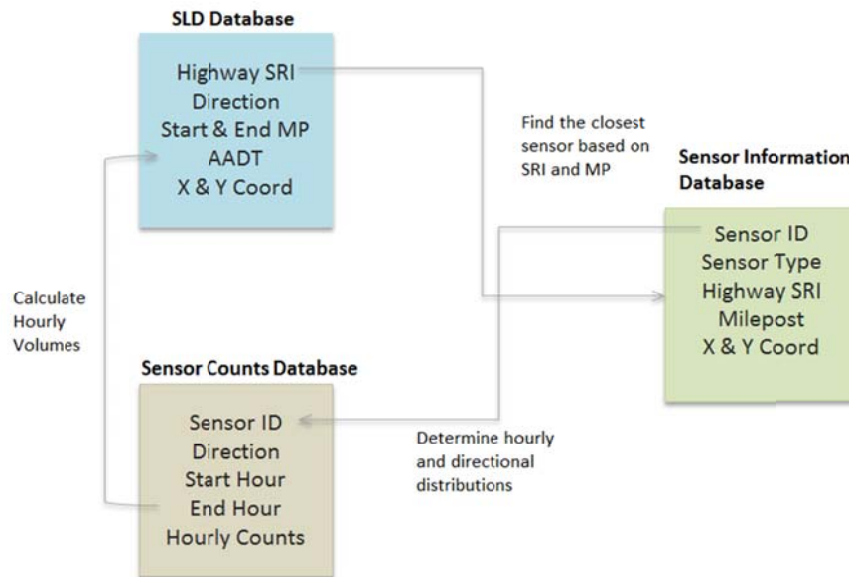 SLD Database
Highway SRI
Direction
Start & End MP
AADT
X & Y Coord
Find the closest
sensor based on
SRI and MP
Sensor Information
Database
Sensor ID
Sensor Type
Highway SRI
Milepost
X & Y Coord
Calculate
Hourly
Volumes
Sensor Counts Database
Sensor ID
Direction
Start Hour
End Hour
Hourly Counts
Determine hourly
and directional
distributions